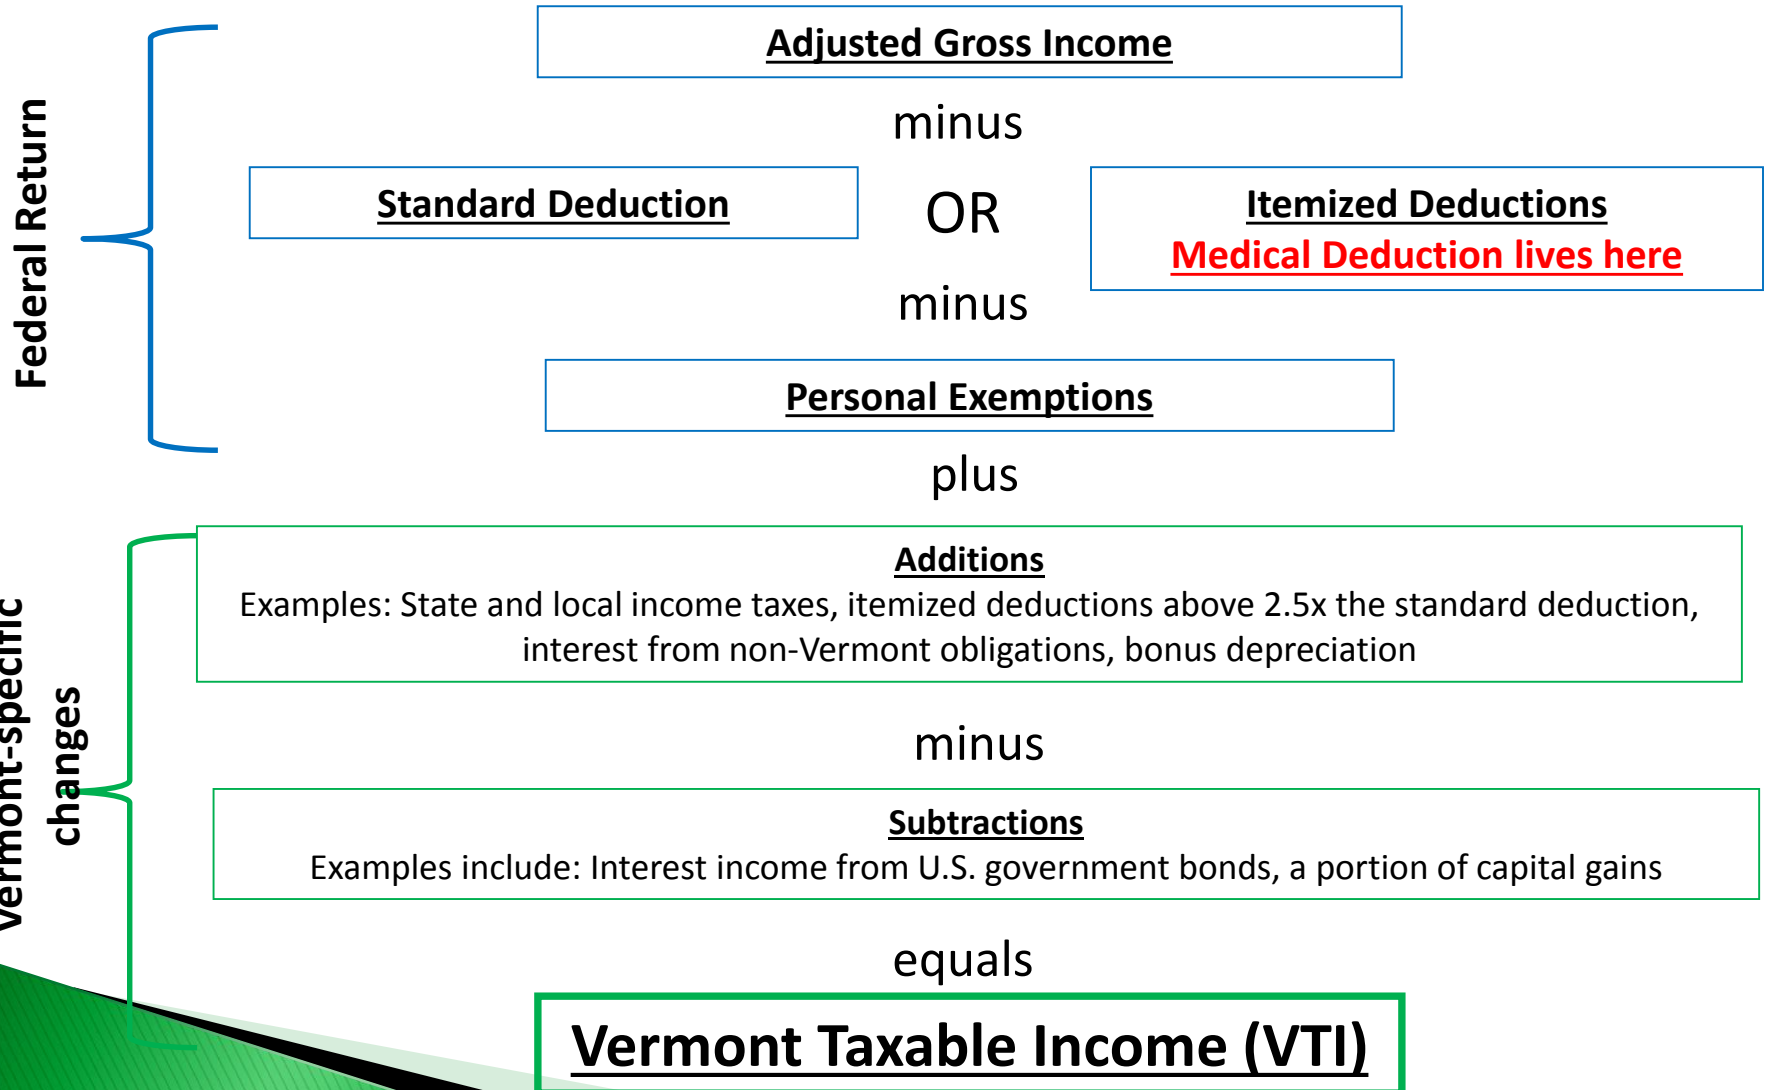 Federal Return
Adjusted Gross Income
minus
Standard Deduction
OR
Itemized Deductions
Medical Deduction lives here
minus
Personal Exemptions
plus
Vermont-specific
changes
Additions
Examples: State and local income taxes, itemized deductions above 2.5x the standard deduction,
interest from non-Vermont obligations, bonus depreciation
minus
Subtractions
Examples include: Interest income from U.S. government bonds, a portion of capital gains
equals
Vermont Taxable Income (VTI)